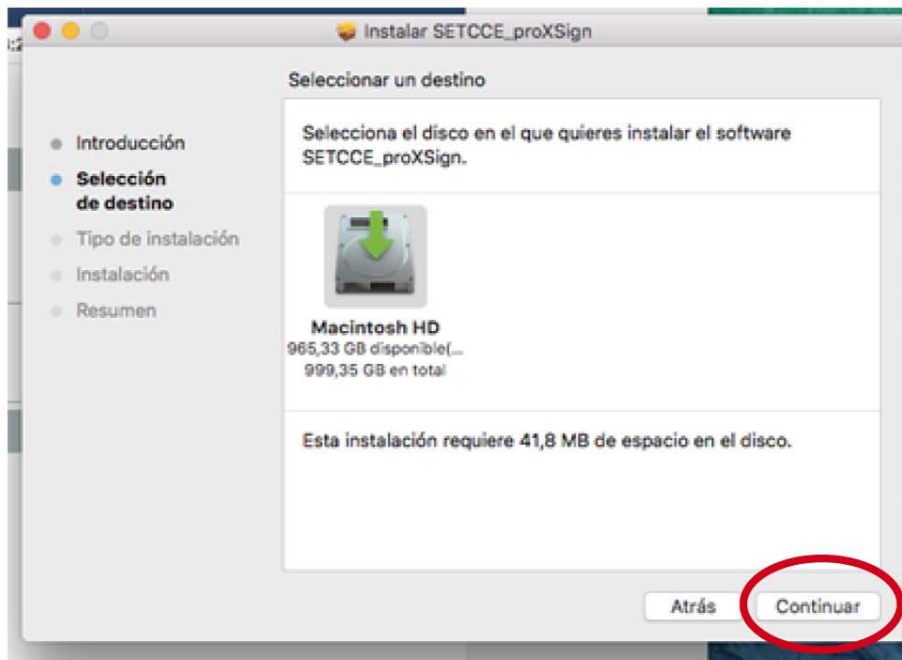 Instalar SETCCE_proXSign
Seleccionar un destino
Introducción
Selección
de destino
Tipo de instalación
Instalación
Resumen
Selecciona el disco en el que quieres instalar el software
SETCCE_proXSign.
Macintosh HD
965,33 GB disponible(...
999,35 GB en total
Esta instalación requiere 41,8 MB de espacio en el disco.
Atrás
Continuar